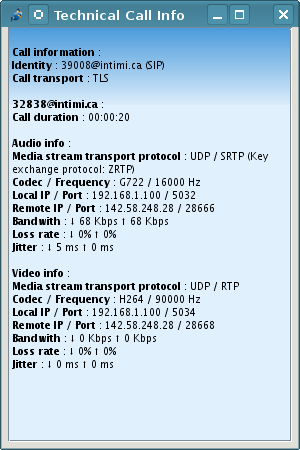 Technical Call Info
Call information :
Identity : 39008@intimi.ca (SIP)
Call transport : TLS
32838@intimi.ca :
Call duration : 00:00:20
Audio info :
Media stream transport protocol : UDP / SRTP (Key
exchange protocol: ZRTP)
Codec / Frequency : G722 / 16000 Hz
Local IP / Port : 192.168.1.100 / 5032
Remote IP / Port : 142.58.248.28 / 28666
Bandwith : ↓ 68 Kbps ↑ 68 Kbps
Loss rate : ↓ 0% ↑ 0%
Jitter : ↓ 5 ms ↑ 0 ms
Video info :
Media stream transport protocol : UDP / RTP
Codec / Frequency : H264 / 90000 Hz
Local IP / Port : 192.168.1.100 / 5034
Remote IP / Port : 142.58.248.28 / 28668
Bandwith : ↓ 0 Kbps ↑ 0 Kbps
Loss rate : ↓ 0% ↑ 0%
Jitter : ↓ 0 ms ↑ 0 ms